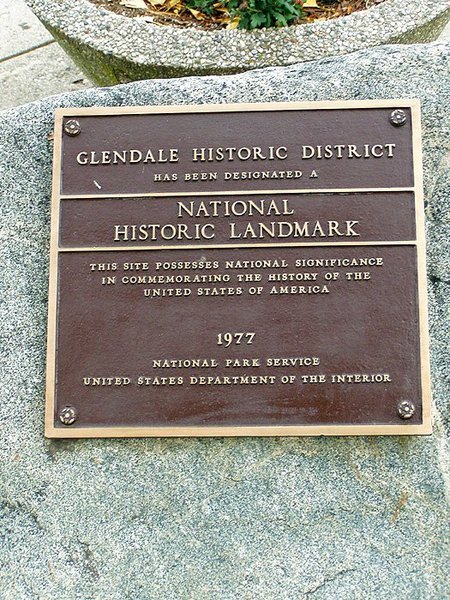 GLENDALE HISTORIC DISTRICT
HAS BEEN DESIGNATED A
NATIONAL
HISTORIC LANDMARK
THIS SITE POSSESSES NATIONAL SIGNIFICANCE
IN COMMEMORATING THE HISTORY OF THE
UNITED STATES OF AMERICA
1977
NATIONAL PARK SERVICE
UNITED STATES DEPARTMENT OF THE INTERIOR